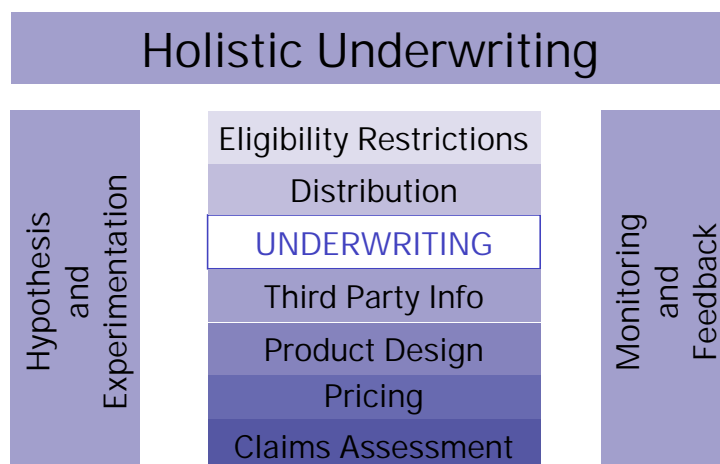 Holistic Underwriting
Hypothesis
and
Experimentation
Eligibility Restrictions
Distribution
UNDERWRITING
Third Party Info
Product Design
Pricing
Claims Assessment
Monitoring
and
Feedback